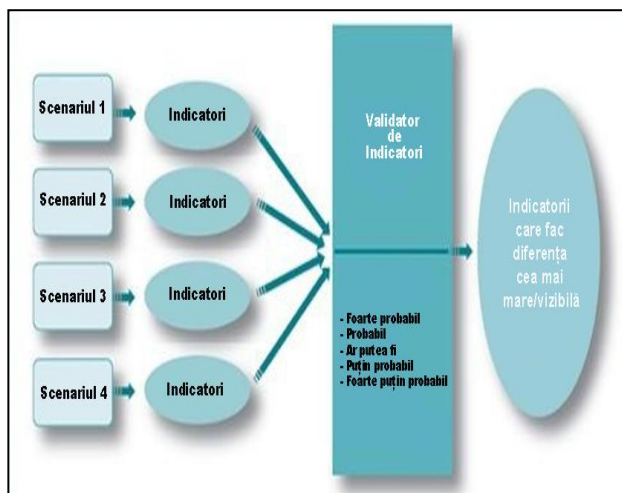 Scenariul 1
Indicatori
Scenariul 2
Indicatori
Scenariul 3
Indicatori
Scenariul 4
Indicatori
Validator
de
Indicatori
- Foarte probabil
- Probabil
- Ar putea fi
- Puțin probabil
- Foarte puțin probabil
Indicatorii
care fac
diferența
cea mai
mare/vizibilă